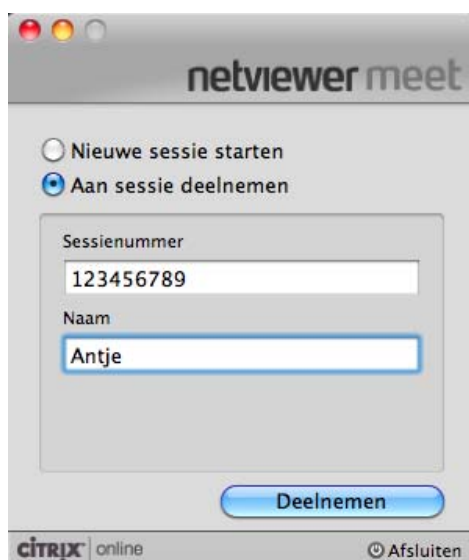 netviewer meet
Nieuwe sessie starten
Aan sessie deelnemen
Sessienummer
123456789
Naam
Antje
Deelnemen
CITRIX online
Afsluiten